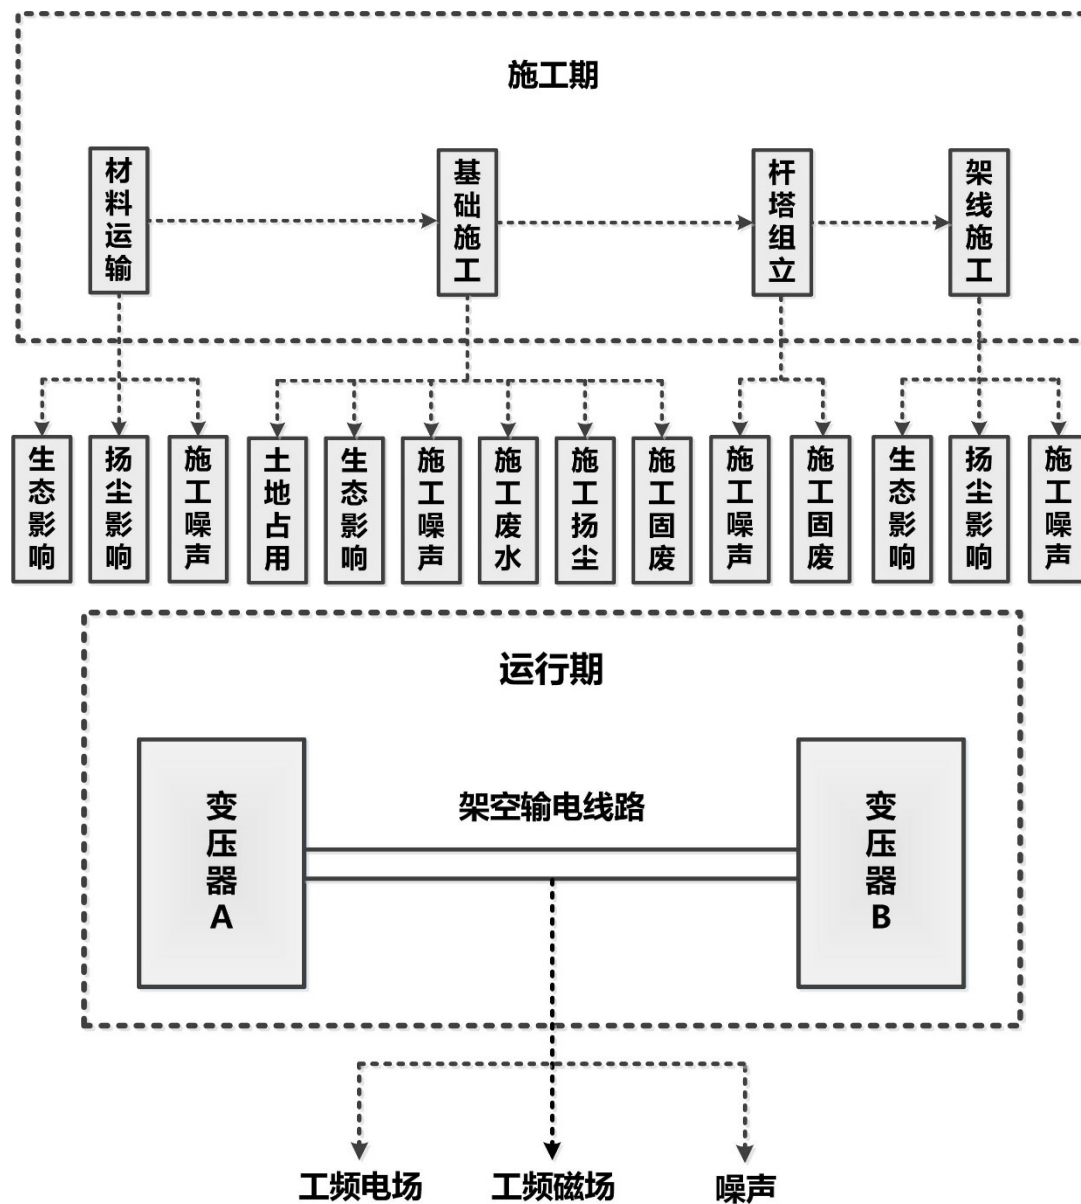 施工期
材料运输
基础施工
杆塔组立
架线施工
生态影响
扬尘影响
施工噪声
土地占用
生态影响
施工噪声
施工废水
施工扬尘
施工固废
施工噪声
施工固废
生态影响
扬尘影响
施工噪声
运行期
变压器A
架空输电线路
变压器B
工频电场
工频磁场
噪声